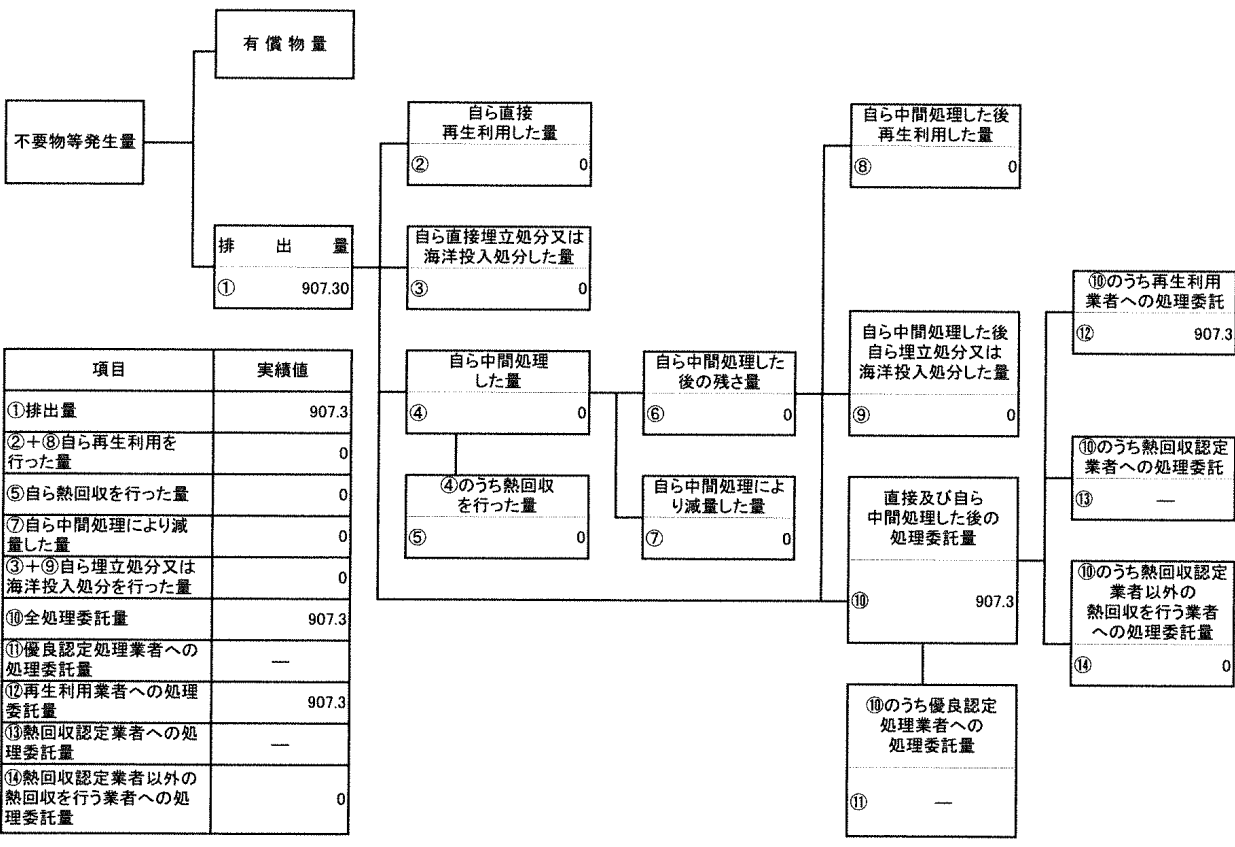 有償物量
不要物等発生量
排出量
① 907.30
自ら直接
再生利用した量
② 0
自ら直接埋立処分又は
海洋投入処分した量
③ 0
自ら中間処理
した量
④ 0
④のうち熱回収
を行った量
⑤ 0
自ら中間処理した
後の残さ量
⑥ 0
自ら中間処理によ
り減量した量
⑦ 0
自ら中間処理した後
再生利用した量
⑧ 0
自ら中間処理した後
自ら埋立処分又は
海洋投入処分した量
⑨ 0
直接及び自ら
中間処理した後の
処理委託量
⑩ 907.3
⑩のうち優良認定
処理業者への
処理委託量
⑪ —
⑩のうち再生利用
業者への処理委託
⑫ 907.3
⑩のうち熱回収認定
業者への処理委託
⑬ —
⑩のうち熱回収認定
業者以外の
熱回収を行う業者
への処理委託量
⑭ 0
項目 実績値
①排出量 907.3
②＋⑧自ら再生利用を
行った量 0
⑤自ら熱回収を行った量 0
⑦自ら中間処理により減
量した量 0
③＋⑨自ら埋立処分又は
海洋投入処分を行った量 0
⑩全処理委託量 907.3
⑪優良認定処理業者への
処理委託量 —
⑫再生利用業者への処理
委託量 907.3
⑬熱回収認定業者への処
理委託量 —
⑭熱回収認定業者以外の
熱回収を行う業者への処
理委託量 0